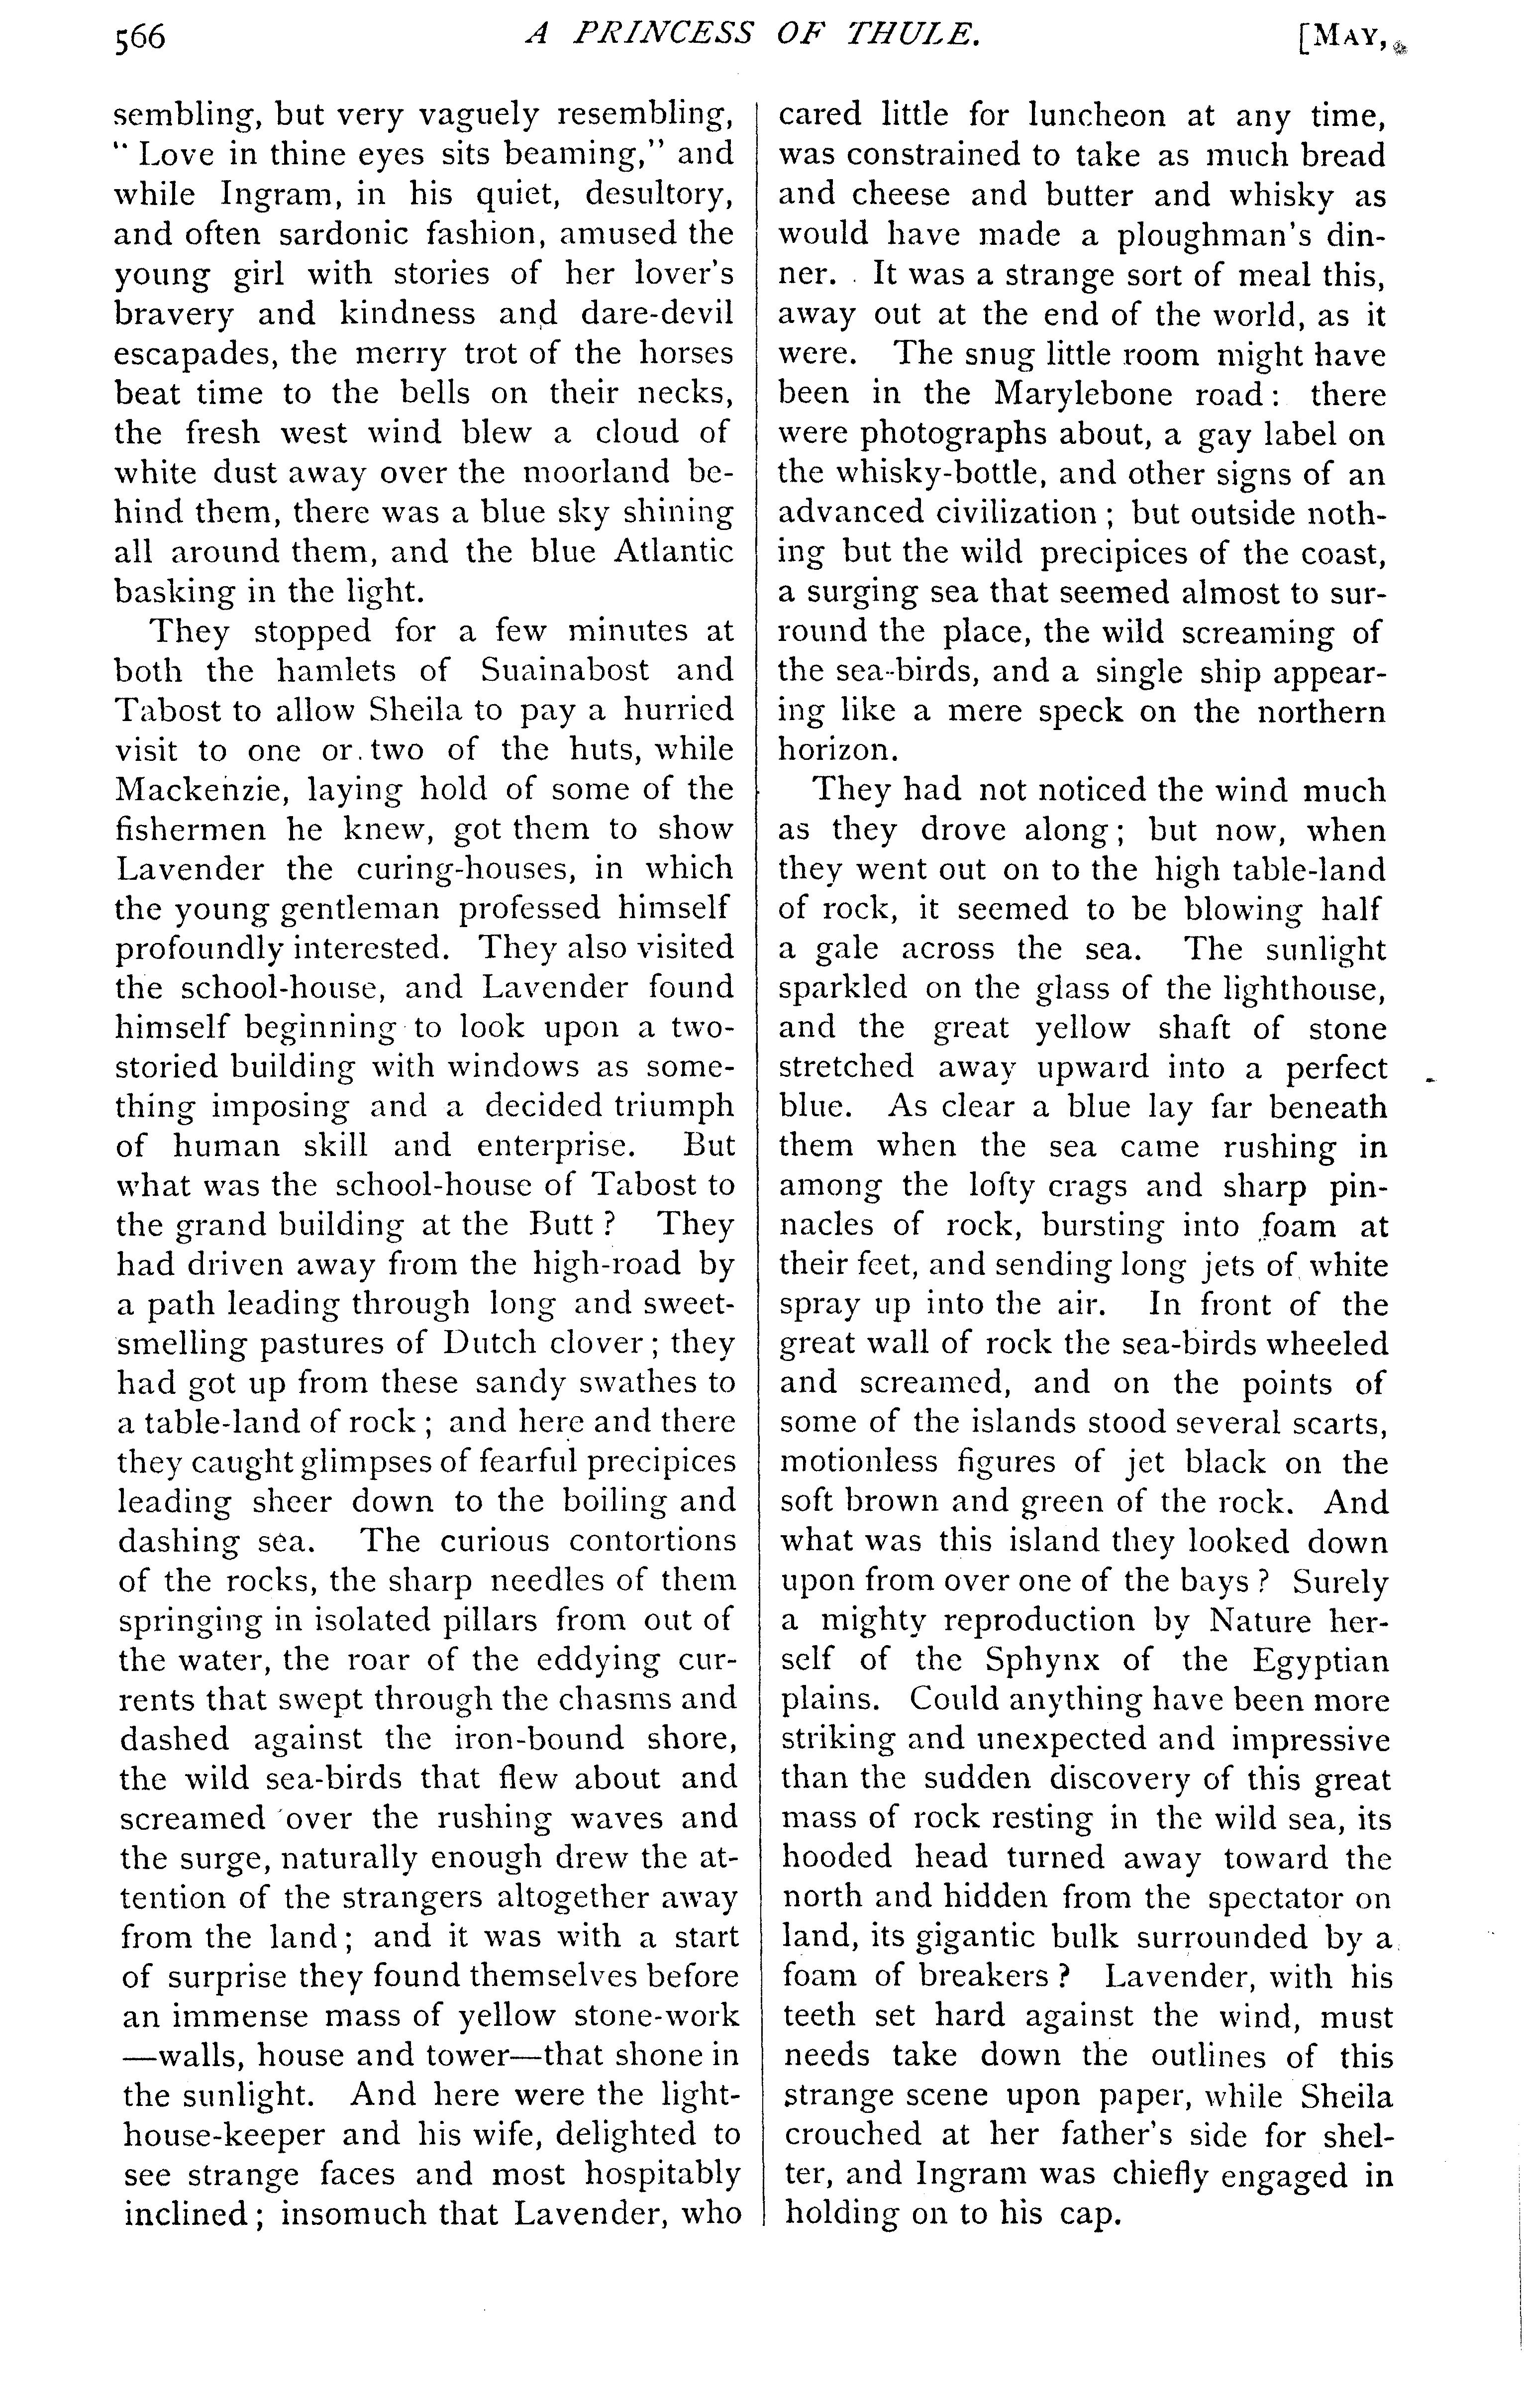 566
A PRINCESS OF THULE.
[MAY,
sembling, but very vaguely resembling,
“Love in thine eyes sits beaming,” and
while Ingram, in his quiet, desultory,
and often sardonic fashion, amused the
young girl with stories of her lover's
bravery and kindness and dare-devil
escapades, the merry trot of the horses
beat time to the bells on their necks,
the fresh west wind blew a cloud of
white dust away over the moorland be-
hind them, there was a blue sky shining
all around them, and the blue Atlantic
basking in the light.
They stopped for a few minutes at
both the hamlets of Suainabost and
Tabost to allow Sheila to pay a hurried
visit to one or two of the huts, while
Mackenzie, laying hold of some of the
fishermen he knew, got them to show
Lavender the curing-houses, in which
the young gentleman professed himself
profoundly interested. They also visited
the school-house, and Lavender found
himself beginning to look upon a two-
storied building with windows as some-
thing imposing and a decided triumph
of human skill and enterprise. But
what was the school-house of Tabost to
the grand building at the Butt? They
had driven away from the high-road by
a path leading through long and sweet-
smelling pastures of Dutch clover; they
had got up from these sandy swathes to
a table-land of rock; and here and there
they caught glimpses of fearful precipices
leading sheer down to the boiling and
dashing sea. The curious contortions
of the rocks, the sharp needles of them
springing in isolated pillars from out of
the water, the roar of the eddying cur-
rents that swept through the chasms and
dashed against the iron-bound shore,
the wild sea-birds that flew about and
screamed over the rushing waves and
the surge, naturally enough drew the at-
tention of the strangers altogether away
from the land; and it was with a start
of surprise they found themselves before
an immense mass of yellow stone-work
—walls, house and tower—that shone in
the sunlight. And here were the light-
house-keeper and his wife, delighted to
see strange faces and most hospitably
inclined; insomuch that Lavender, who
cared little for luncheon at any time,
was constrained to take as much bread
and cheese and butter and whisky as
would have made a ploughman's din-
ner. It was a strange sort of meal this,
away out at the end of the world, as it
were. The snug little room might have
been in the Marylebone road: there
were photographs about, a gay label on
the whisky-bottle, and other signs of an
advanced civilization; but outside noth-
ing but the wild precipices of the coast,
a surging sea that seemed almost to sur-
round the place, the wild screaming of
the sea-birds, and a single ship appear-
ing like a mere speck on the northern
horizon.
They had not noticed the wind much
as they drove along; but now, when
they went out on to the high table-land
of rock, it seemed to be blowing half
a gale across the sea. The sunlight
sparkled on the glass of the lighthouse,
and the great yellow shaft of stone
stretched away upward into a perfect
blue. As clear a blue lay far beneath
them when the sea came rushing in
among the lofty crags and sharp pin-
nacles of rock, bursting into foam at
their feet, and sending long jets of white
spray up into the air. In front of the
great wall of rock the sea-birds wheeled
and screamed, and on the points of
some of the islands stood several scarts,
motionless figures of jet black on the
soft brown and green of the rock. And
what was this island they looked down
upon from over one of the bays? Surely
a mighty reproduction by Nature her-
self of the Sphynx of the Egyptian
plains. Could anything have been more
striking and unexpected and impressive
than the sudden discovery of this great
mass of rock resting in the wild sea, its
hooded head turned away toward the
north and hidden from the spectator on
land, its gigantic bulk surrounded by a
foam of breakers? Lavender, with his
teeth set hard against the wind, must
needs take down the outlines of this
strange scene upon paper, while Sheila
crouched at her father's side for shel-
ter, and Ingram was chiefly engaged in
holding on to his cap.